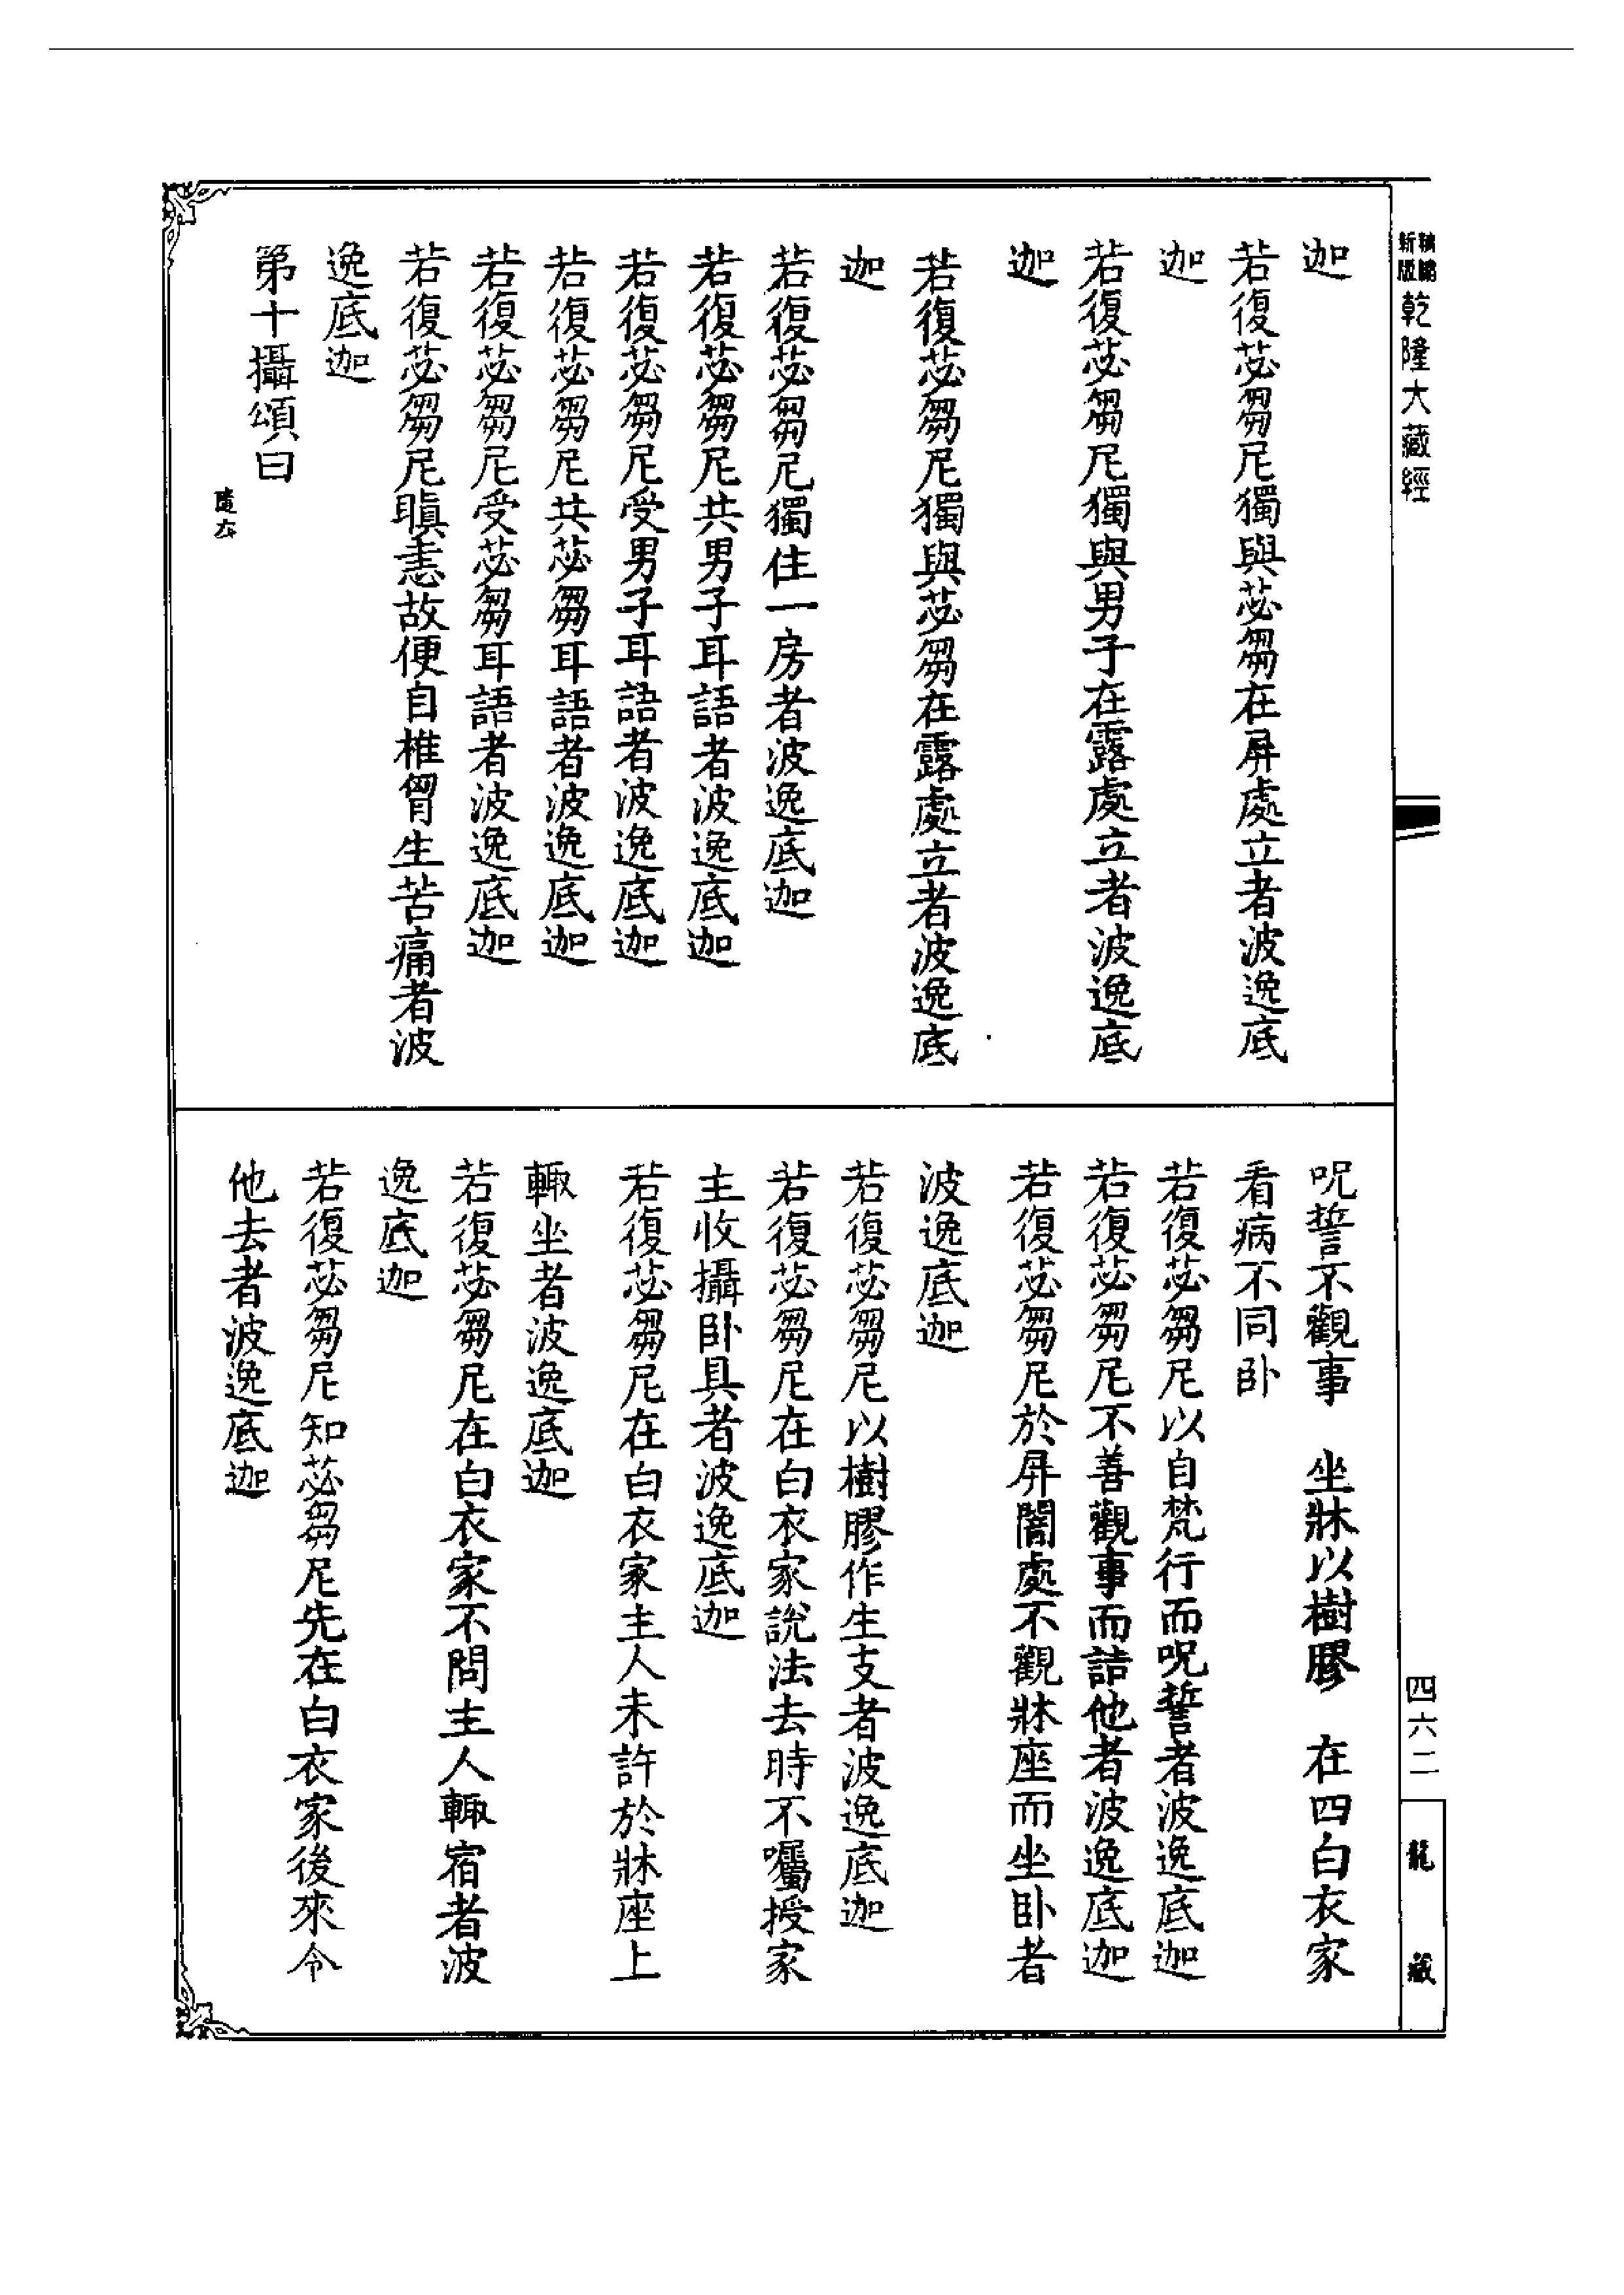 新版
乾隆大藏經
迦
若復苾芻尼獨與苾芻在屏處立者波逸底
迦
若復苾芻尼獨與男子在露處立者波逸底
迦
若復苾芻尼獨與苾芻在露處立者波逸底
迦
若復苾芻尼獨住一房者波逸底迦
若復苾芻尼共男子耳語者波逸底迦
若復苾芻尼受男子耳語者波逸底迦
若復苾芻尼共苾芻耳語者波逸底迦
若復苾芻尼受苾芻耳語者波逸底迦
若復苾芻尼瞋恚故便自椎胷生苦痛者波
逸底迦
第十攝頌曰
呪誓不觀事　坐牀以樹膠　在四白衣家
看病不同卧
若復苾芻尼以自梵行而呪誓者波逸底迦
若復苾芻尼不善觀事而詰他者波逸底迦
若復苾芻尼於屏闇處不觀牀座而坐卧者
波逸底迦
若復苾芻尼以樹膠作生支者波逸底迦
若復苾芻尼在白衣家說法去時不囑授家
主收攝卧具者波逸底迦
若復苾芻尼在白衣家主人未許於牀座上
輙坐者波逸底迦
若復苾芻尼在白衣家不問主人輙宿者波
逸底迦
若復苾芻尼知苾芻尼先在白衣家後來令
他去者波逸底迦
四六二
龍藏